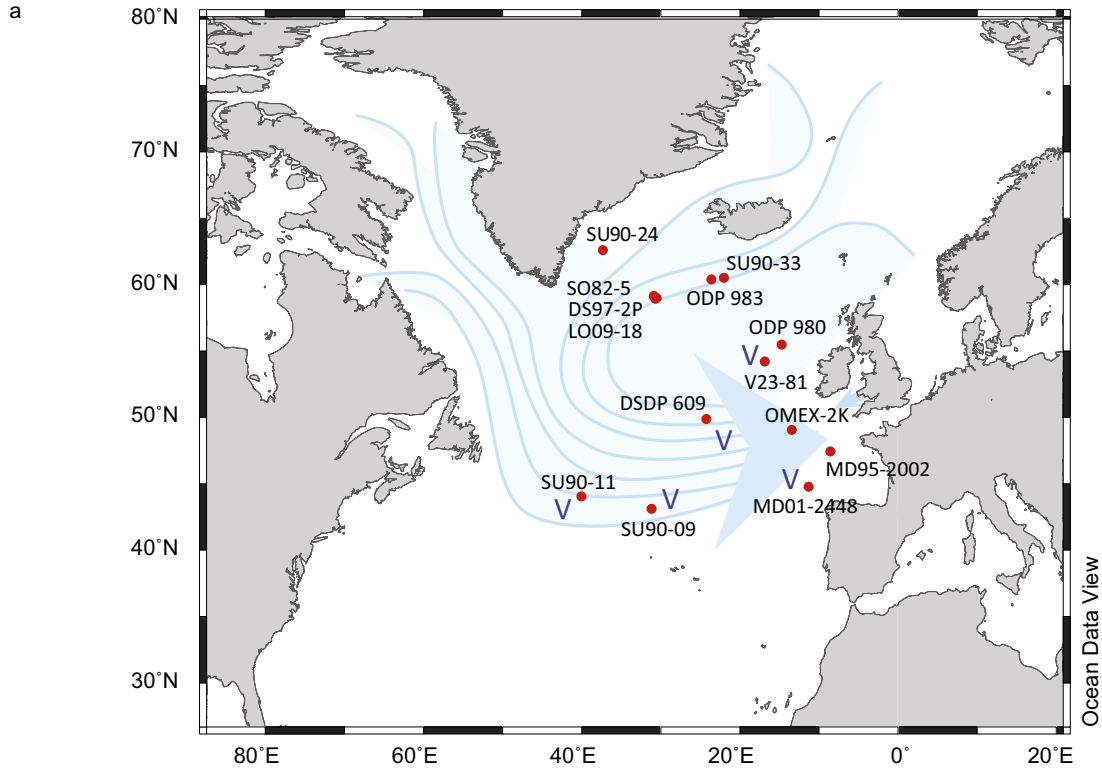 a
80˚N
70˚N
SU90-24
SU90-33
60˚N
SO82-5
ODP 983
DS97-2P
LO09-18
ODP 980
V
V23-81
DSDP 609
OMEX-2K
50˚N
V
MD95-2002
SU90-11
V
V
V
MD01-2448
SU90-09
40˚N
30˚N
80˚E
60˚E
40˚E
20˚E
0˚
20˚E
Ocean Data View